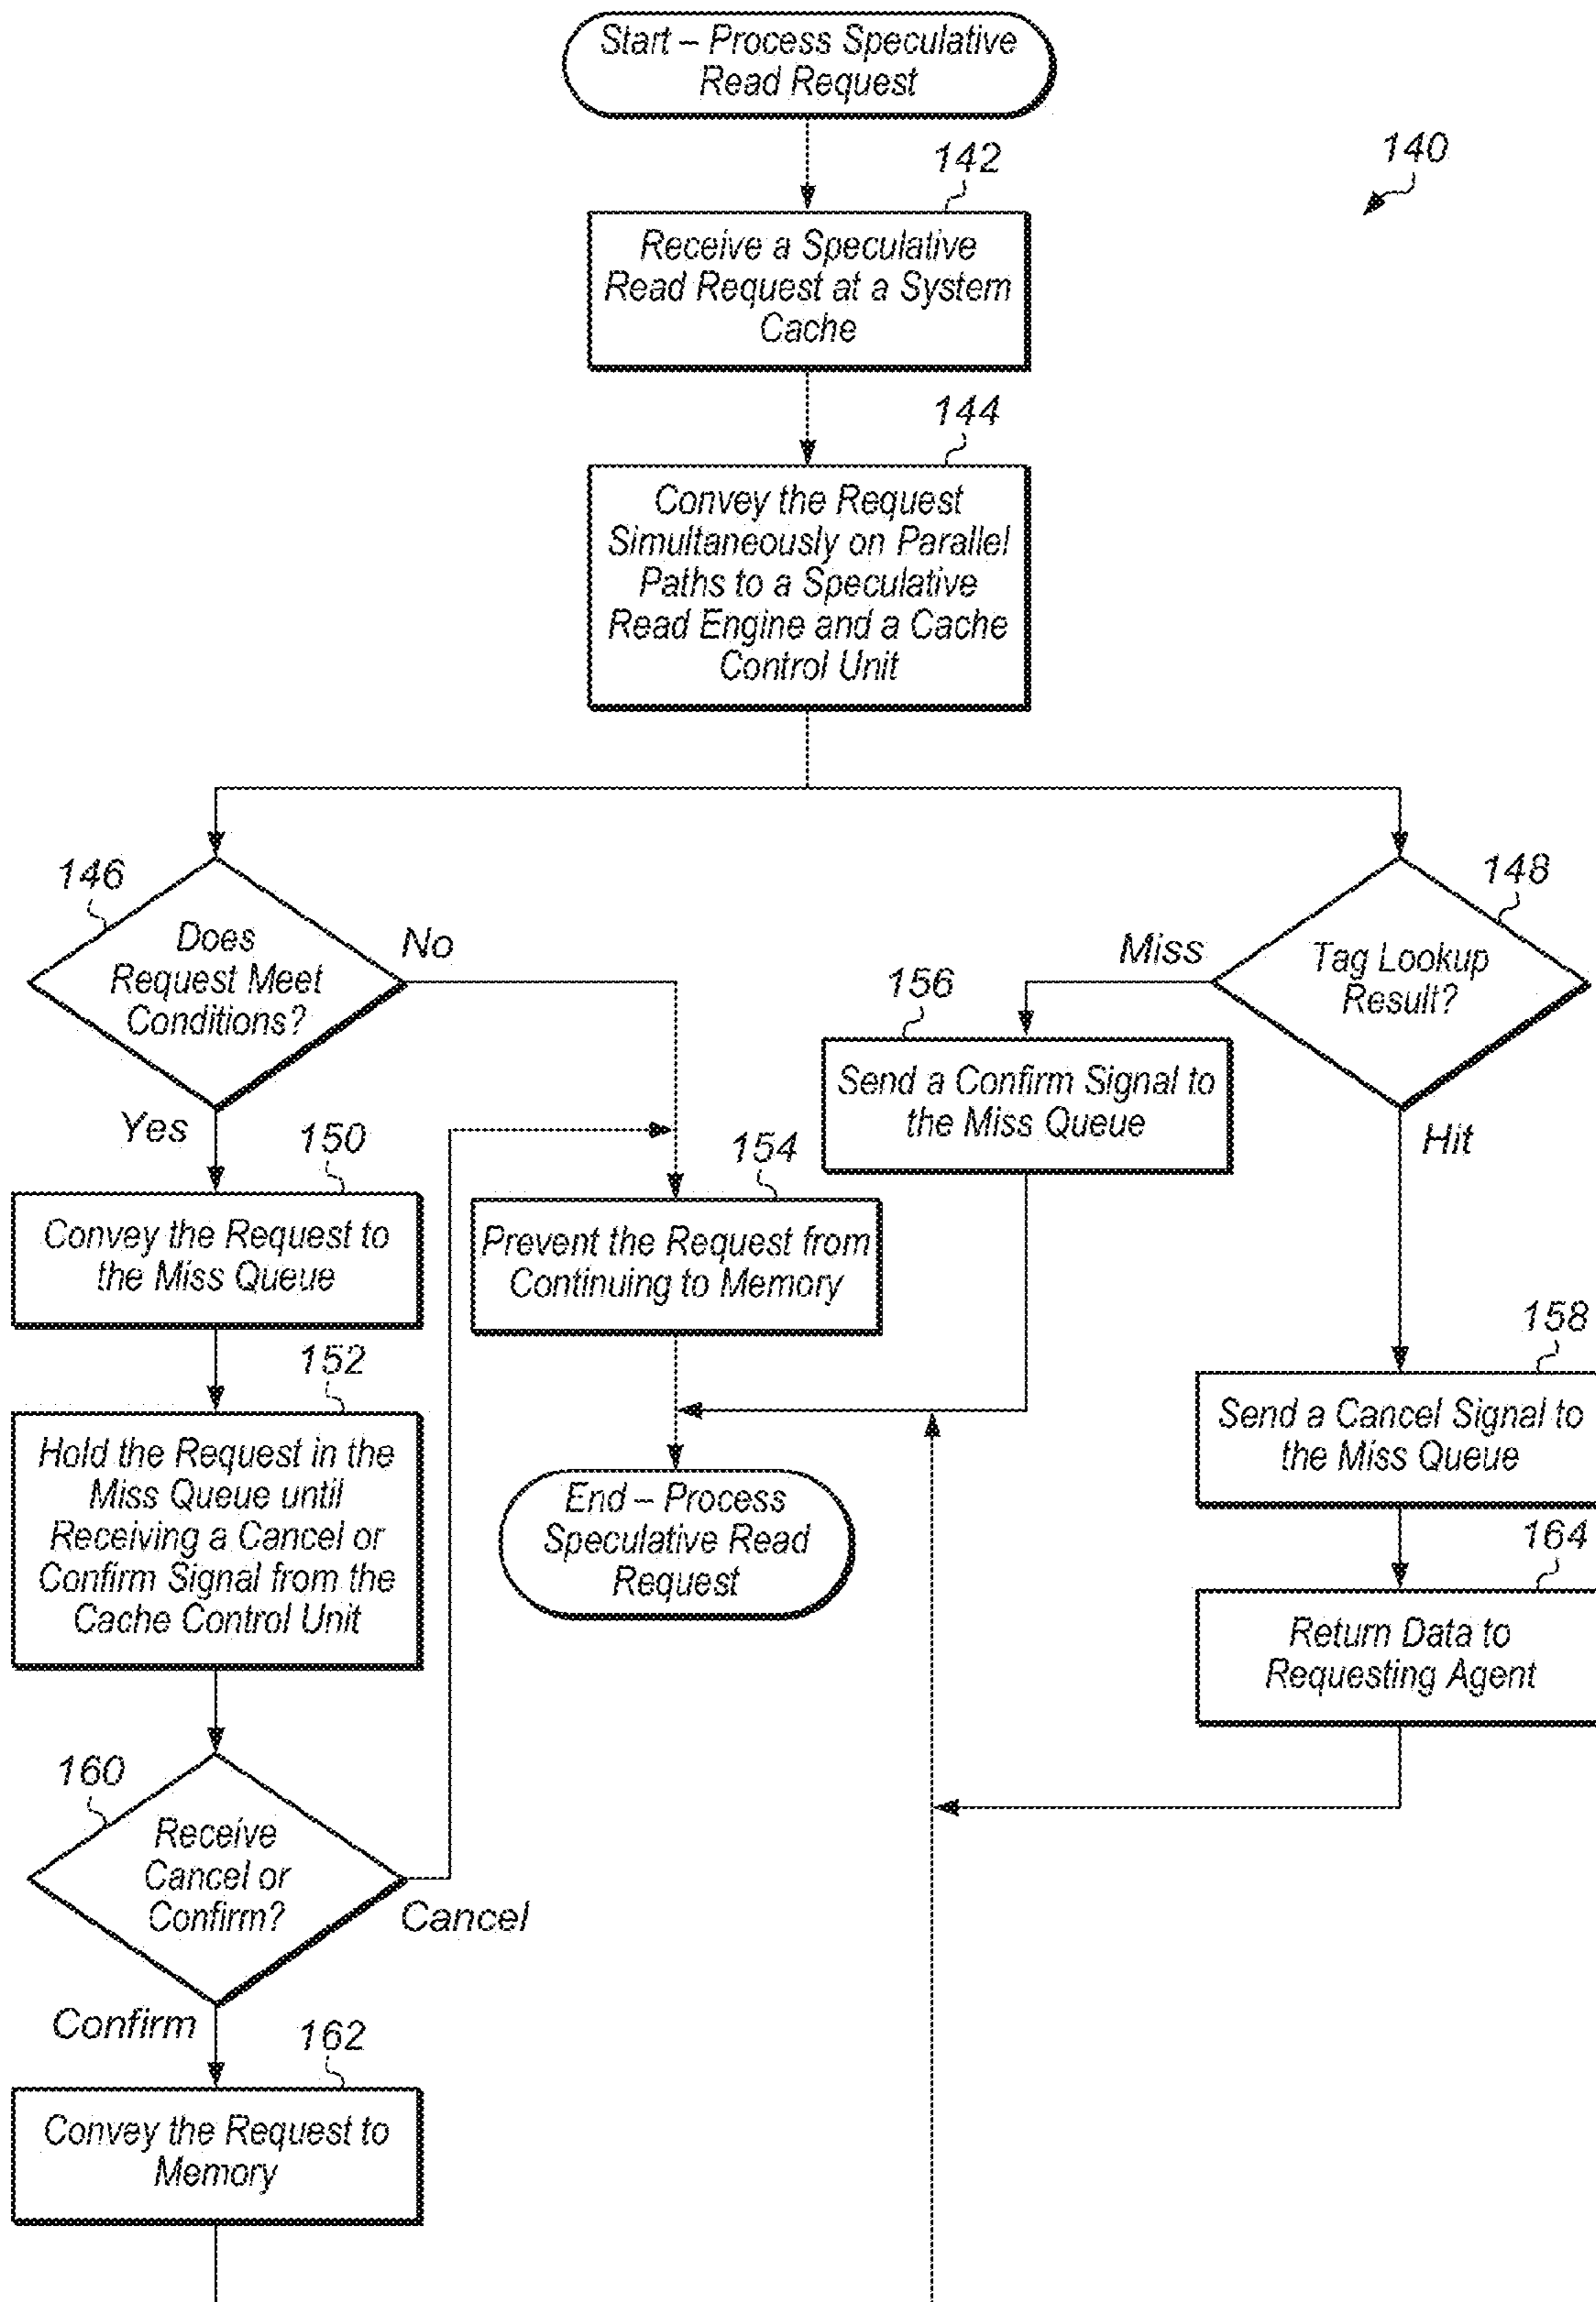 Start – Process Speculative
Read Request
140
142
Receive a Speculative
Read Request at a System
Cache
144
Convey the Request
Simultaneously on Parallel
Paths to a Speculative
Read Engine and a Cache
Control Unit
146
Does
Request Meet
Conditions?
No
Yes
148
Tag Lookup
Result?
Miss
Hit
156
Send a Confirm Signal to
the Miss Queue
150
Convey the Request to
the Miss Queue
154
Prevent the Request from
Continuing to Memory
152
Hold the Request in the
Miss Queue until
Receiving a Cancel or
Confirm Signal from the
Cache Control Unit
End – Process
Speculative Read
Request
158
Send a Cancel Signal to
the Miss Queue
164
Return Data to
Requesting Agent
160
Receive
Cancel or
Confirm?
Cancel
Confirm
162
Convey the Request to
Memory